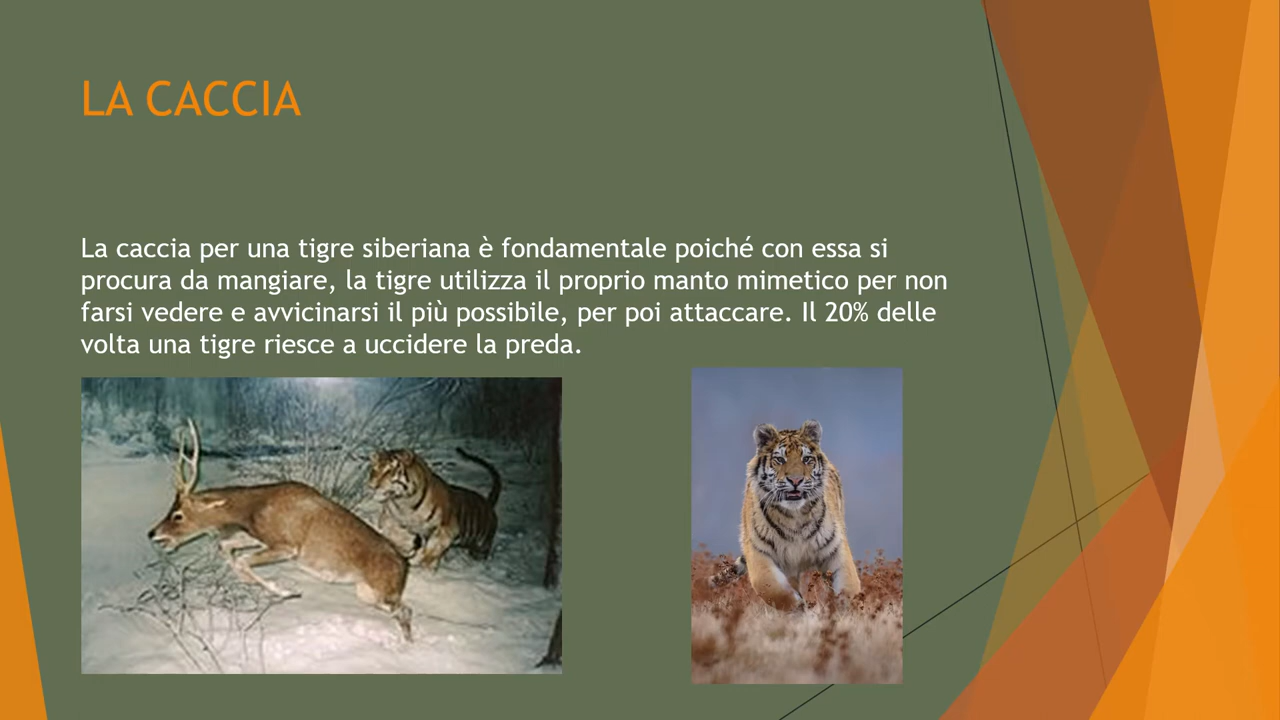 LA CACCIA
La caccia per una tigre siberiana è fondamentale poiché con essa si
procura da mangiare, la tigre utilizza il proprio manto mimetico per non
farsi vedere e avvicinarsi il più possibile, per poi attaccare. Il 20% delle
volta una tigre riesce a uccidere la preda.